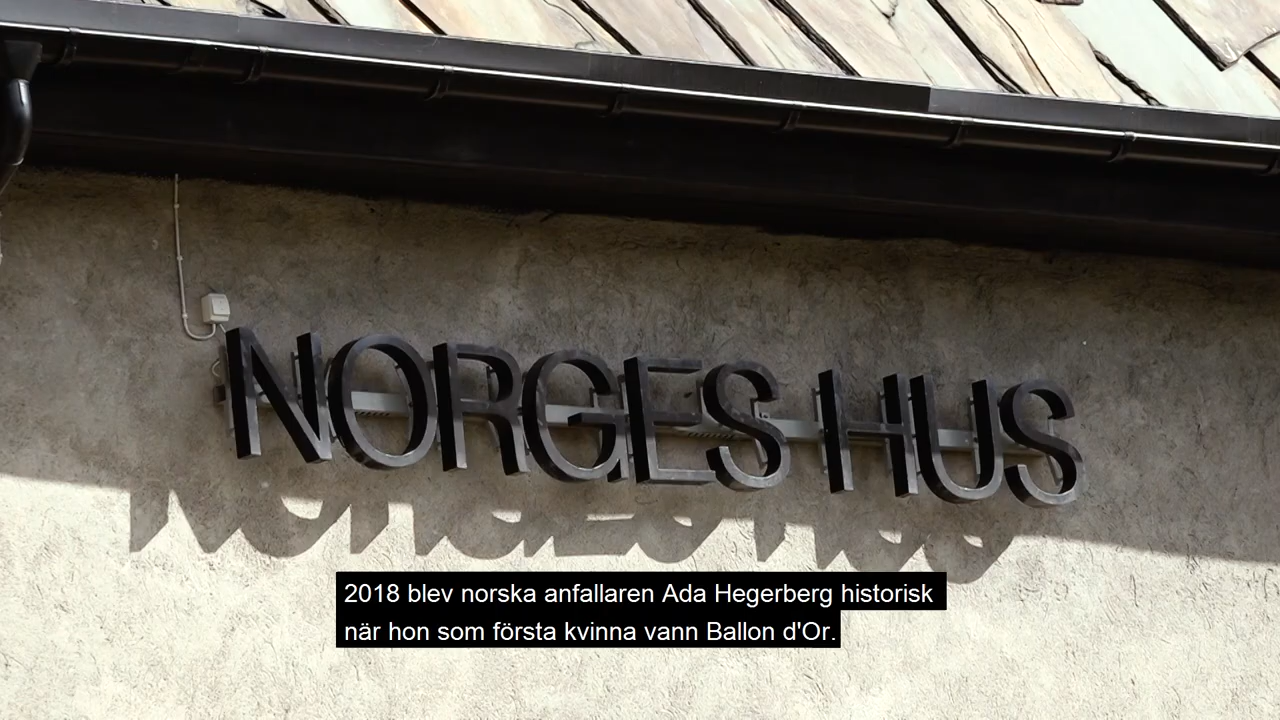 NORGES HUS
2018 blev norska anfallaren Ada Hegerberg historisk
när hon som första kvinna vann Ballon d'Or.